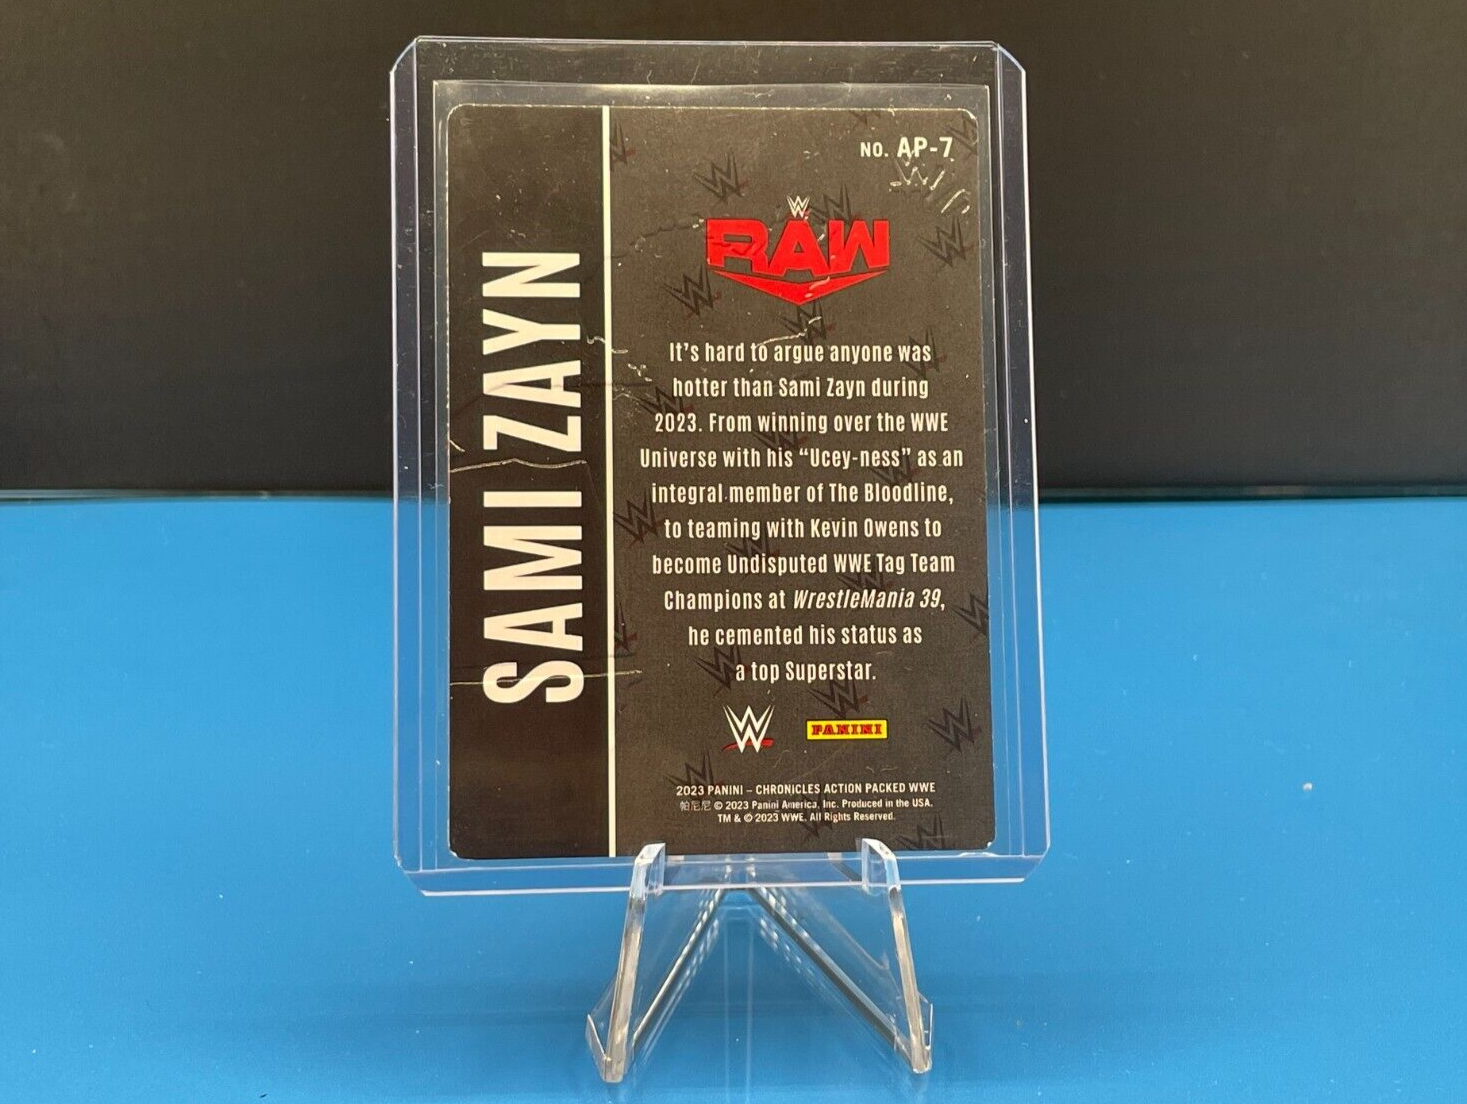 NO. AP-7
W
RAW
SAMI ZAYN
It's hard to argue anyone was
hotter than Sami Zayn during
2023. From winning over the WWE
Universe with his “Ucey-ness” as an
integral member of The Bloodline,
to teaming with Kevin Owens to
become Undisputed WWE Tag Team
Champions at WrestleMania 39,
he cemented his status as
a top Superstar.
W PANINI
2023 PANINI – CHRONICLES ACTION PACKED WWE
帕尼尼 © 2023 Panini America, Inc. Produced in the USA.
TM & © 2023 WWE. All Rights Reserved.